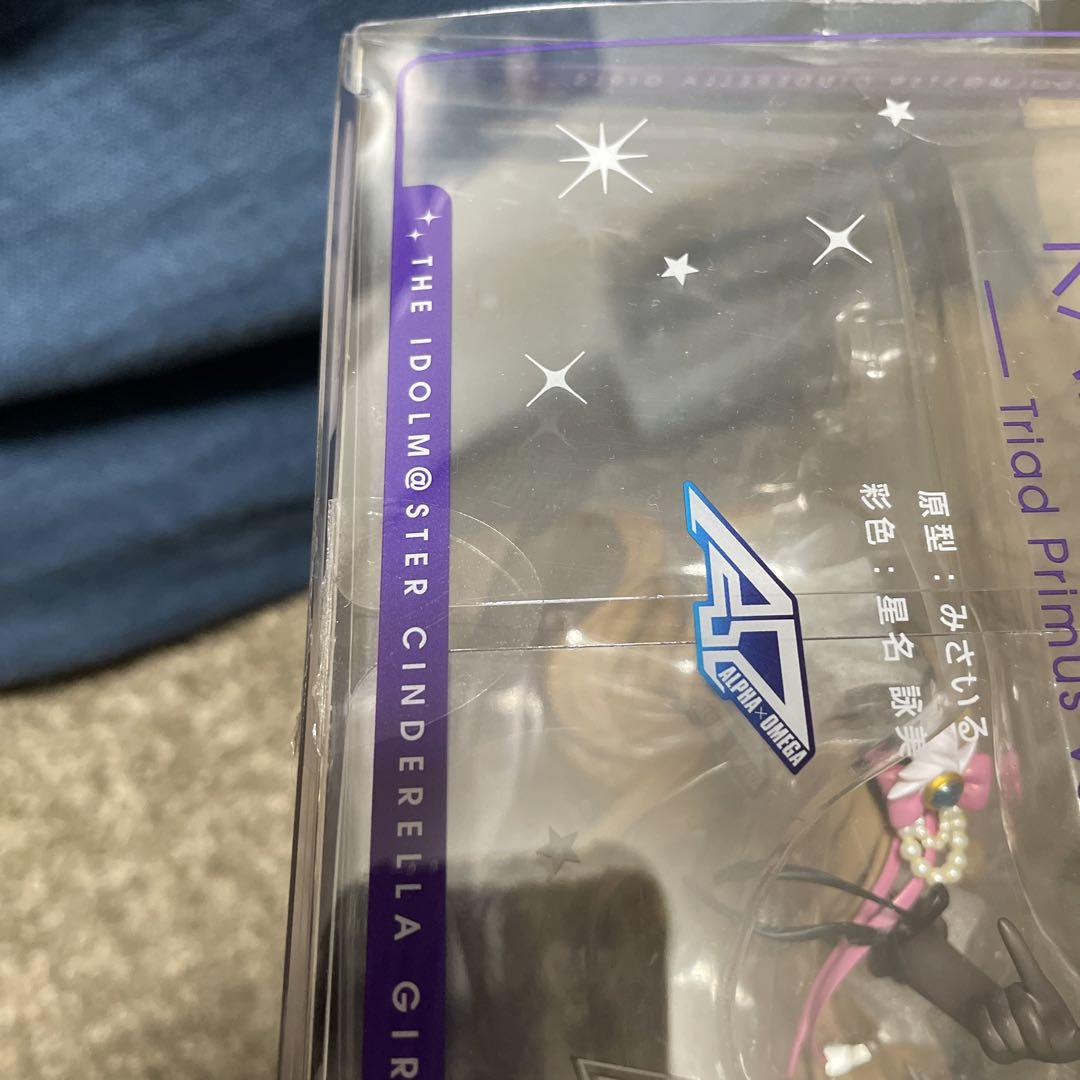 THE IDOLM@STER CINDERELLA GIR
ALPHA×OMEGA
原型：みさいる
彩色：星名 詠美
Triad Primus